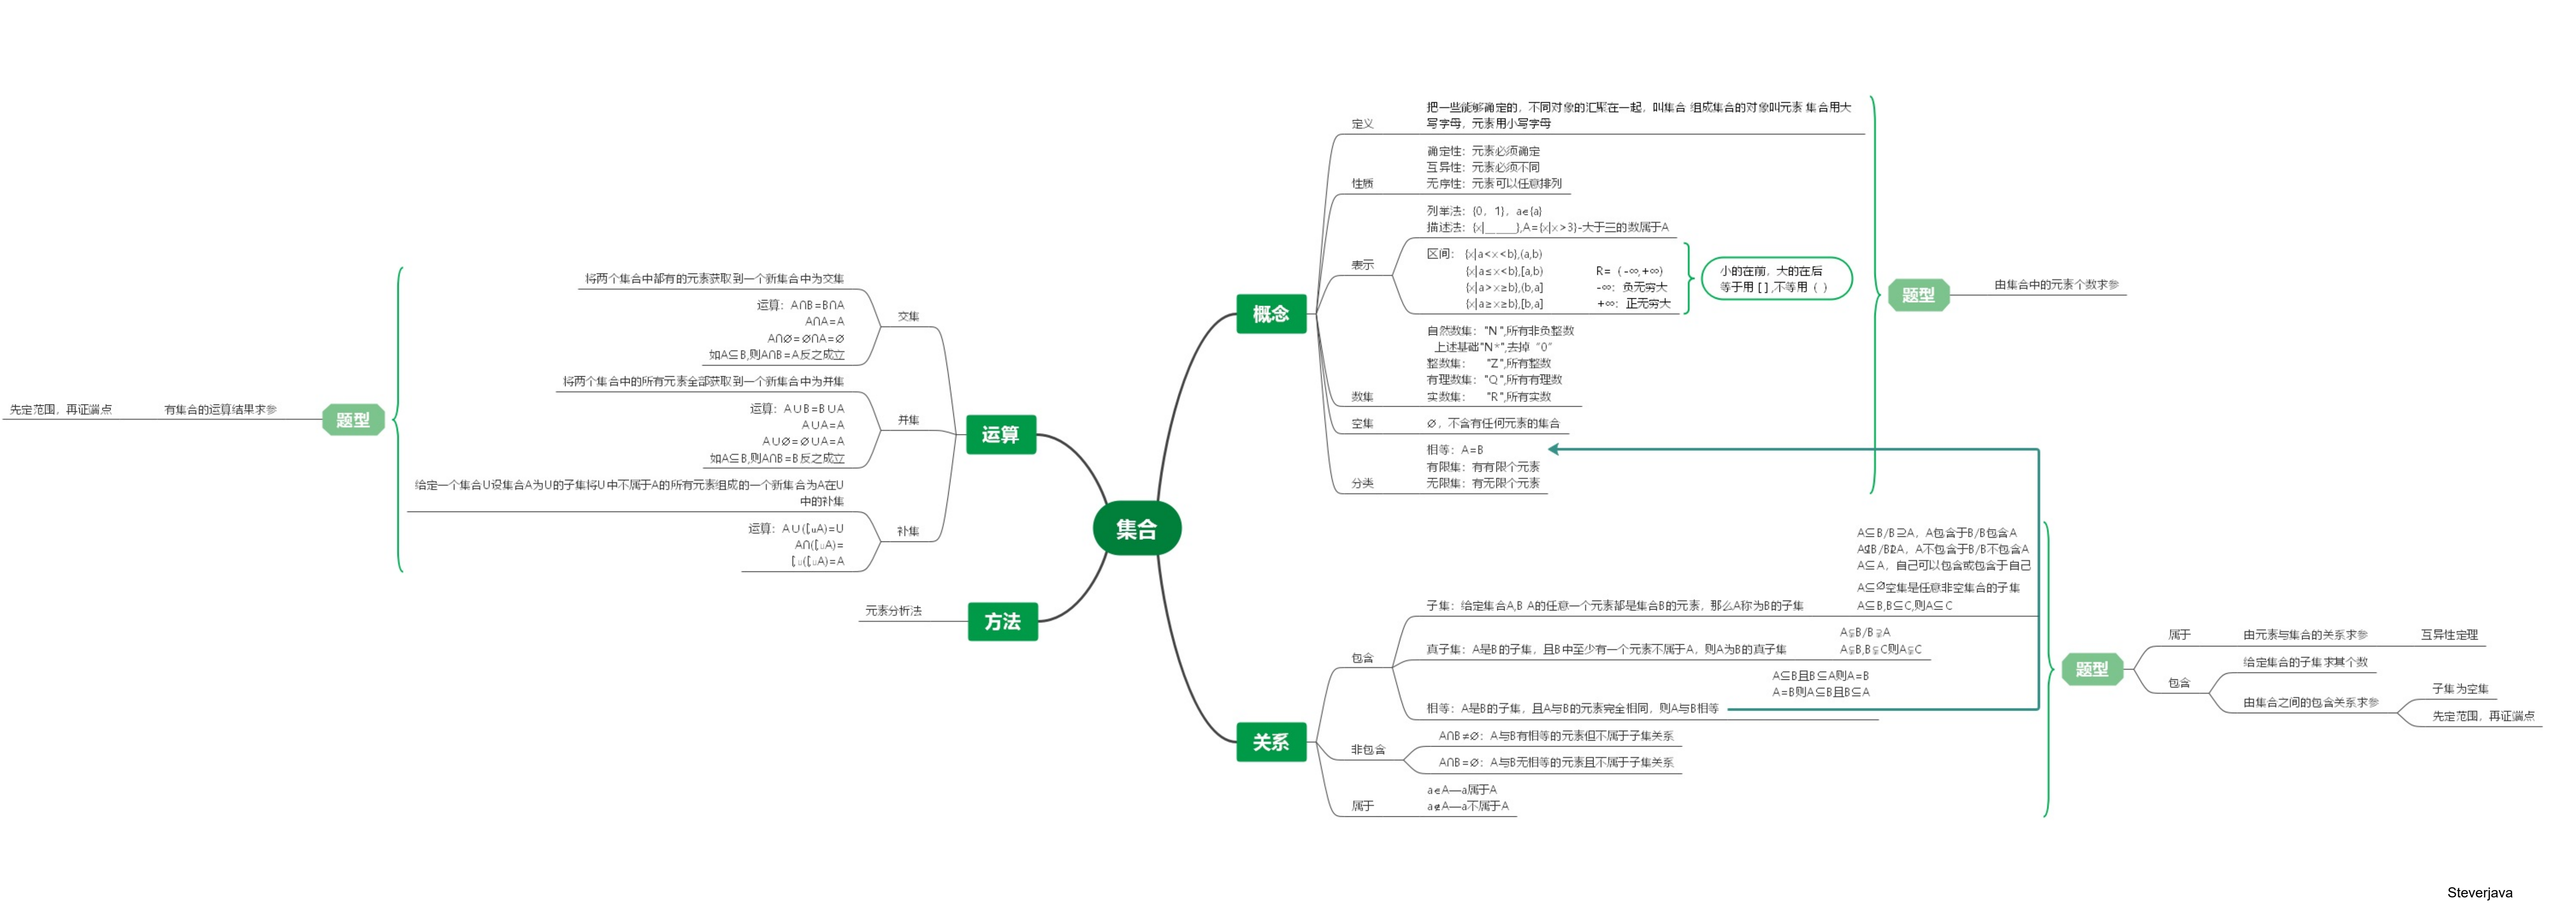 集合
概念
定义
把一些能够确定的，不同对象的汇聚在一起，叫集合 组成集合的对象叫元素 集合用大
写字母，元素用小写字母
性质
确定性：元素必须确定
互异性：元素必须不同
无序性：元素可以任意排列
表示
列举法：{0，1}，a∈{a}
描述法：{x|_____},A={x|x>3}-大于三的数属于A
区间： {x|a<x<b},(a,b)
{x|a≤x<b},[a,b) R=（-∞,+∞)
{x|a>x≥b},(b,a] -∞：负无穷大
{x|a≥x≥b},[b,a] +∞：正无穷大
小的在前，大的在后
等于用 [ ] ,不等用（ ）
数集
自然数集："N",所有非负整数
上述基础"N*",去掉“0”
整数集： "Z",所有整数
有理数集："Q",所有有理数
实数集： "R",所有实数
空集
∅，不含有任何元素的集合
分类
相等：A=B
有限集：有有限个元素
无限集：有无限个元素
题型
由集合中的元素个数求参
关系
包含
子集：给定集合A,B A的任意一个元素都是集合B的元素，那么A称为B的子集
A⊆B/B⊇A，A包含于B/B包含A
A⊈B/B⊉A，A不包含于B/B不包含A
A⊆A，自己可以包含或包含于自己
A⊆∅空集是任意非空集合的子集
A⊆B,B⊆C,则A⊆C
真子集：A是B的子集，且B中至少有一个元素不属于A，则A为B的真子集
A⊊B/B⊋A
A⊊B,B⊊C则A⊊C
相等：A是B的子集，且A与B的元素完全相同，则A与B相等
A⊆B且B⊆A则A=B
A=B则A⊆B且B⊆A
非包含
A∩B≠∅：A与B有相等的元素但不属于子集关系
A∩B=∅：A与B无相等的元素且不属于子集关系
属于
a∈A—a属于A
a∉A—a不属于A
题型
属于
由元素与集合的关系求参
互异性定理
包含
给定集合的子集求其个数
由集合之间的包含关系求参
子集为空集
先定范围，再证端点
运算
交集
将两个集合中都有的元素获取到一个新集合中为交集
运算：A∩B=B∩A
A∩A=A
A∩∅=∅∩A=∅
如A⊆B,则A∩B=A反之成立
并集
将两个集合中的所有元素全部获取到一个新集合中为并集
运算：A∪B=B∪A
A∪A=A
A∪∅=∅∪A=A
如A⊆B,则A∩B=B反之成立
补集
给定一个集合U设集合A为U的子集将U中不属于A的所有元素组成的一个新集合为A在U
中的补集
运算：A∪(∁ᵤA)=U
A∩(∁A)=
∁(∁A)=A
题型
有集合的运算结果求参
先定范围，再证端点
方法
元素分析法
Steverjava